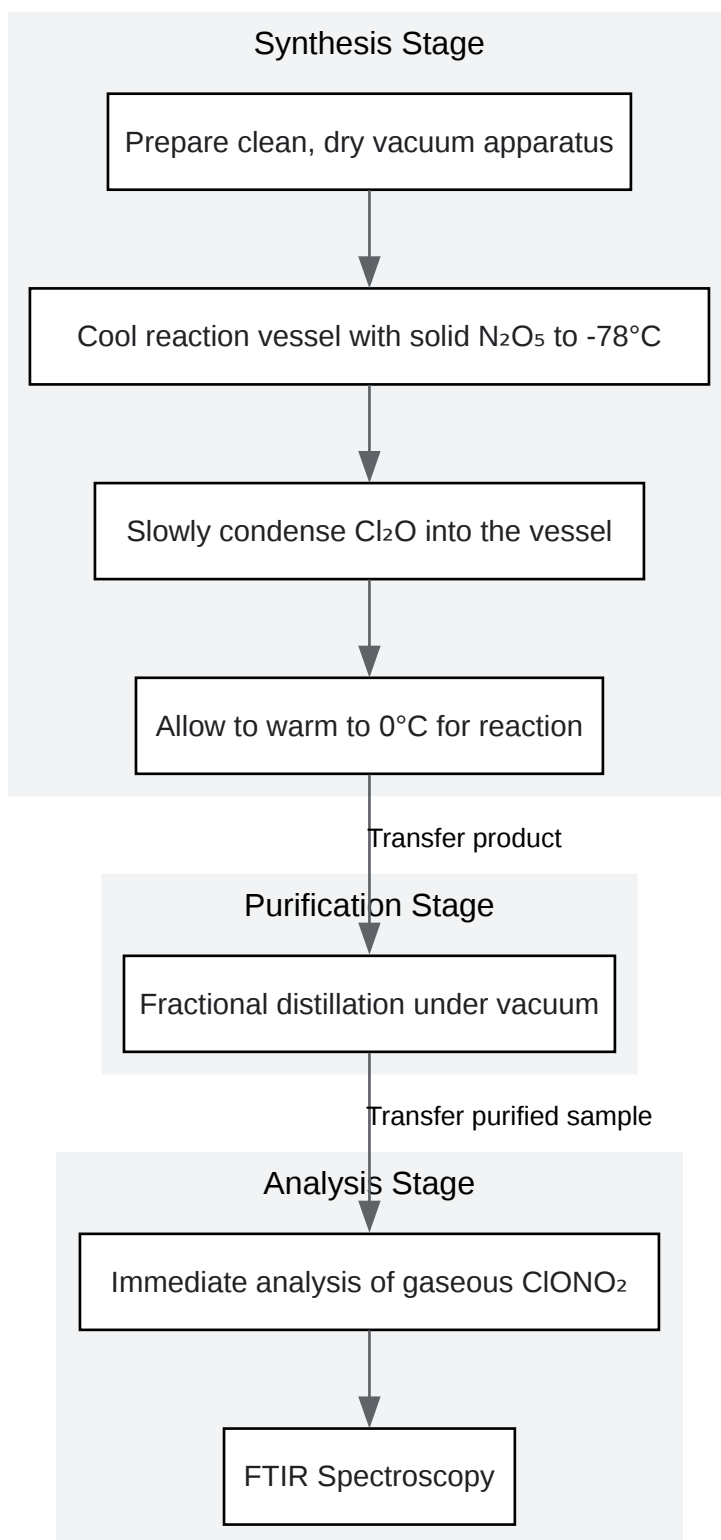 Synthesis Stage
Prepare clean, dry vacuum apparatus
Cool reaction vessel with solid N₂O₅ to -78°C
Slowly condense Cl₂O into the vessel
Allow to warm to 0°C for reaction
Transfer product
Purification Stage
Fractional distillation under vacuum
Transfer purified sample
Analysis Stage
Immediate analysis of gaseous ClONO₂
FTIR Spectroscopy